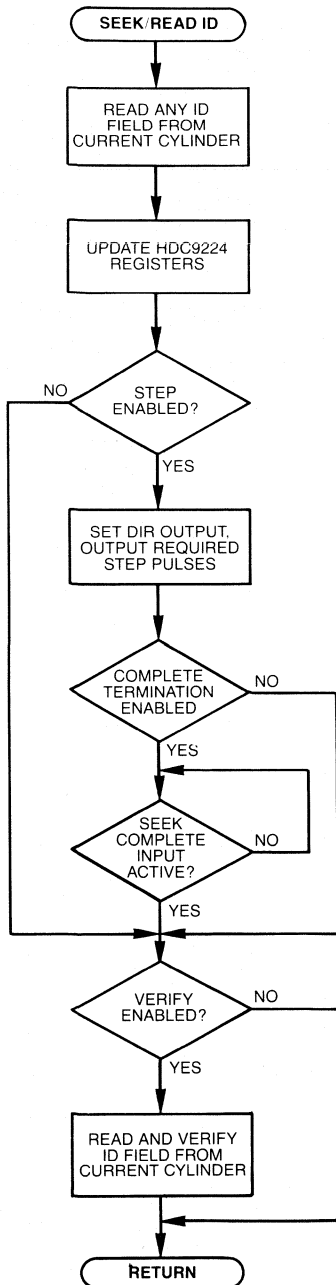 SEEK/READ ID
READ ANY ID
FIELD FROM
CURRENT CYLINDER
UPDATE HDC9224
REGISTERS
NO
STEP
ENABLED?
YES
SET DIR OUTPUT,
OUTPUT REQUIRED
STEP PULSES
COMPLETE
TERMINATION
ENABLED
NO
YES
SEEK
COMPLETE
INPUT
ACTIVE?
NO
YES
VERIFY
ENABLED?
NO
YES
READ AND VERIFY
ID FIELD FROM
CURRENT CYLINDER
RETURN